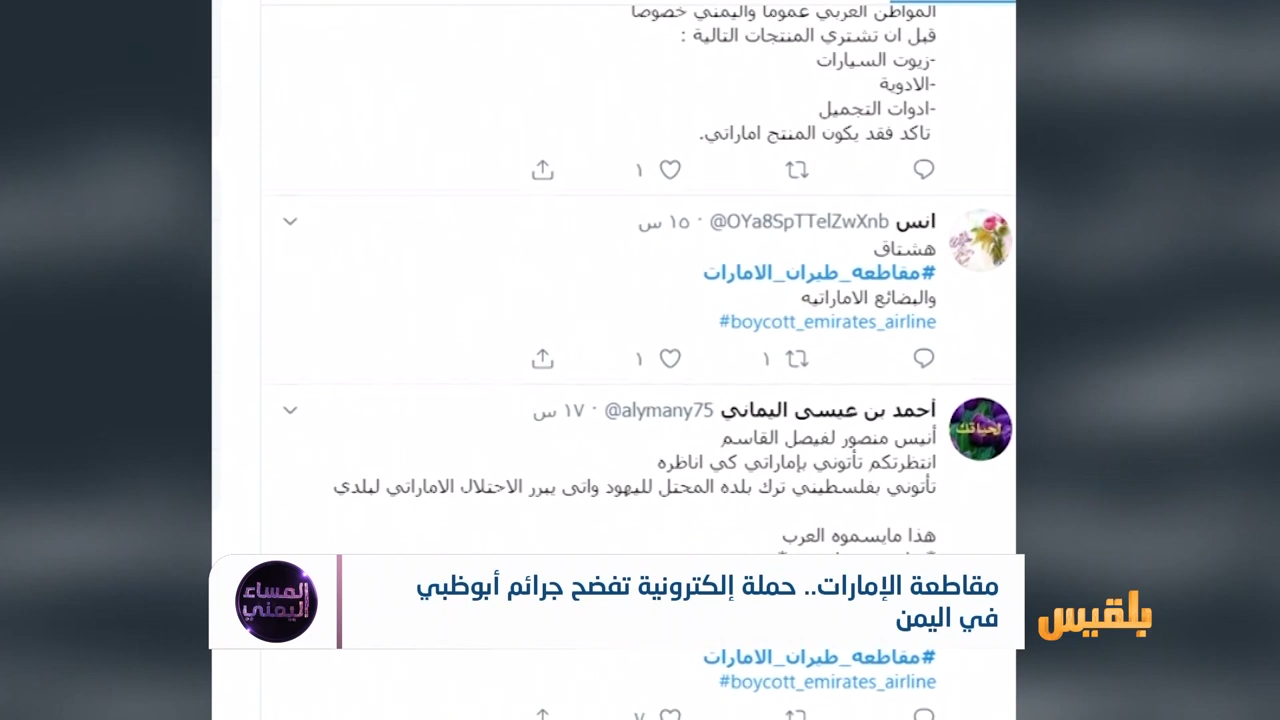 المواطن العربي عموما واليمني خصوصا
قبل ان تشتري المنتجات التالية :
-زيوت السيارات
-الادوية
-ادوات التجميل
تاكد فقد يكون المنتج اماراتي.
١
انس @OYa8SpTTelZwXnb · ١٥ س
هشتاق
#مقاطعه_طيران_الامارات
والبضائع الاماراتيه
#boycott_emirates_airline
١ ١
أحمد بن عيسى اليماني @alymany75 · ١٧ س
لحياتك
أنيس منصور لفيصل القاسم
انتظرتكم تأتوني بإماراتي كي اناظره
تأتوني بفلسطيني ترك بلده المحتل لليهود واتى يبرر الاحتلال الاماراتي لبلدي
هذا مايسموه العرب
مقاطعة الإمارات.. حملة إلكترونية تفضح جرائم أبوظبي
في اليمن
المساء
اليمني
بلقيس
#مقاطعه_طيران_الامارات
#boycott_emirates_airline
٧